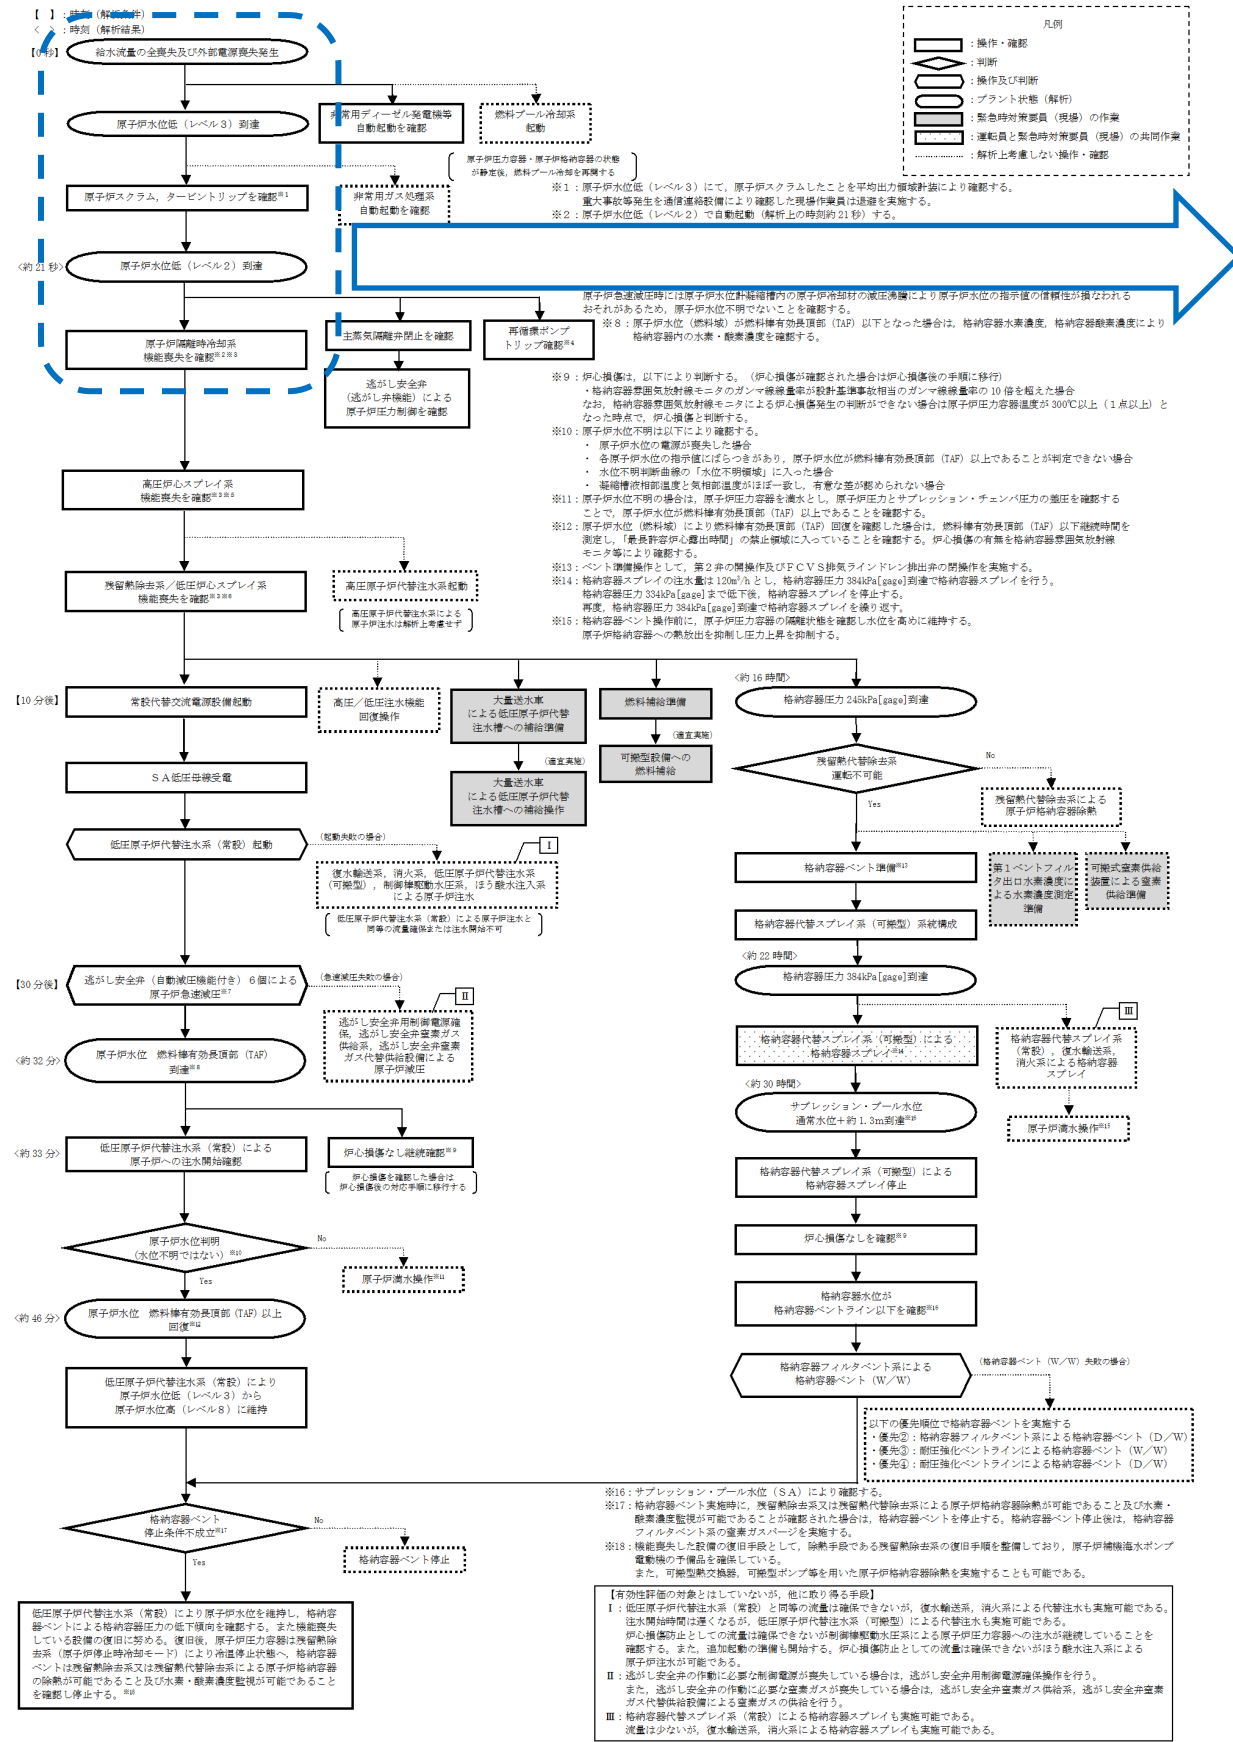 【　】：時刻（解析条件）
〈　〉：時刻（解析結果）
【0秒】
給水流量の全喪失及び外部電源喪失発生
原子炉水位低（レベル３）到達
非常用ディーゼル発電機等
自動起動を確認
燃料プール冷却系
起動
原子炉圧力容器・原子炉格納容器の状態
が静定後，燃料プール冷却を再開する
原子炉スクラム，タービントリップを確認※1
非常用ガス処理系
自動起動を確認
〈約21秒〉
原子炉水位低（レベル２）到達
原子炉隔離時冷却系
機能喪失を確認※2※3
主蒸気隔離弁閉止を確認
再循環ポンプ
トリップ確認※4
逃がし安全弁
（逃がし弁機能）による
原子炉圧力制御を確認
高圧炉心スプレイ系
機能喪失を確認※3※5
残留熱除去系／低圧炉心スプレイ系
機能喪失を確認※3※6
高圧原子炉代替注水系起動
高圧原子炉代替注水系による
原子炉注水は解析上考慮せず
凡例
：操作・確認
：判断
：操作及び判断
：プラント状態（解析）
：緊急時対策要員（現場）の作業
：運転員と緊急時対策要員（現場）の共同作業
：解析上考慮しない操作・確認
※1：原子炉水位低（レベル３）にて，原子炉スクラムしたことを平均出力領域計装により確認する。
重大事故等発生を通信連絡設備により確認した現場作業員は退避を実施する。
※2：原子炉水位低（レベル２）で自動起動（解析上の時刻約21秒）する。
原子炉急速減圧時には原子炉水位計凝縮槽内の原子炉冷却材の減圧沸騰により原子炉水位の指示値の信頼性が損なわれる
おそれがあるため，原子炉水位不明でないことを確認する。
※8：原子炉水位（燃料域）が燃料棒有効長頂部（TAF）以下となった場合は，格納容器水素濃度，格納容器酸素濃度により
格納容器内の水素・酸素濃度を確認する。
※9：炉心損傷は，以下により判断する。（炉心損傷が確認された場合は炉心損傷後の手順に移行）
・格納容器雰囲気放射線モニタのガンマ線線量率が設計基準事故相当のガンマ線線量率の10倍を超えた場合
なお，格納容器雰囲気放射線モニタによる炉心損傷発生の判断ができない場合は原子炉圧力容器温度が300℃以上（１点以上）と
なった時点で，炉心損傷と判断する。
※10：原子炉水位不明は以下により確認する。
・　原子炉水位の電源が喪失した場合
・　各原子炉水位の指示値にばらつきがあり，原子炉水位が燃料棒有効長頂部（TAF）以上であることが判定できない場合
・　水位不明判断曲線の「水位不明領域」に入った場合
・　凝縮槽液相部温度と気相部温度がほぼ一致し，有意な差が認められない場合
※11：原子炉水位不明の場合は，原子炉圧力容器を満水とし，原子炉圧力とサプレッション・チェンバ圧力の差圧を確認する
ことで，原子炉水位が燃料棒有効長頂部（TAF）以上であることを確認する。
※12：原子炉水位（燃料域）により燃料棒有効長頂部（TAF）回復を確認した場合は，燃料棒有効長頂部（TAF）以下継続時間を
測定し，「最長許容炉心露出時間」の禁止領域に入っていることを確認する。炉心損傷の有無を格納容器雰囲気放射線
モニタ等により確認する。
※13：ベント準備操作として，第２弁の開操作及びＦＣＶＳ排気ラインドレン排出弁の閉操作を実施する。
※14：格納容器スプレイの注水量は120m³/hとし，格納容器圧力384kPa[gage]到達で格納容器スプレイを行う。
格納容器圧力334kPa[gage]まで低下後，格納容器スプレイを停止する。
再度，格納容器圧力384kPa[gage]到達で格納容器スプレイを繰り返す。
※15：格納容器ベント操作前に，原子炉圧力容器の隔離状態を確認し水位を高めに維持する。
原子炉格納容器への熱放出を抑制し圧力上昇を抑制する。
【10分後】
常設代替交流電源設備起動
高圧／低圧注水機能
回復操作
大量送水車
による低圧原子炉代替
注水槽への補給準備
燃料補給準備
（適宜実施）
（適宜実施）
可搬型設備への
燃料補給
大量送水車
による低圧原子炉代替
注水槽への補給操作
ＳＡ低圧母線受電
低圧原子炉代替注水系（常設）起動
（起動失敗の場合）
Ⅰ
復水輸送系，消火系，低圧原子炉代替注水系
（可搬型），制御棒駆動水圧系，ほう酸水注入系
による原子炉注水
低圧原子炉代替注水系（常設）による原子炉注水と
同等の流量確保または注水開始不可
【30分後】
逃がし安全弁（自動減圧機能付き）６個による
原子炉急速減圧※7
（急速減圧失敗の場合）
Ⅱ
逃がし安全弁用制御電源確
保，逃がし安全弁窒素ガス
供給系，逃がし安全弁窒素
ガス代替供給設備による
原子炉減圧
〈約32分〉
原子炉水位　燃料棒有効長頂部（TAF）
到達※8
〈約33分〉
低圧原子炉代替注水系（常設）による
原子炉への注水開始確認
炉心損傷なし継続確認※9
炉心損傷を確認した場合は
炉心損傷後の対応手順に移行する
原子炉水位判明
（水位不明ではない）※10
No
Yes
原子炉満水操作※11
〈約46分〉
原子炉水位　燃料棒有効長頂部（TAF）以上
回復※12
低圧原子炉代替注水系（常設）により
原子炉水位低（レベル３）から
原子炉水位高（レベル８）に維持
〈約16時間〉
格納容器圧力245kPa[gage]到達
残留熱代替除去系
運転不可能
No
Yes
残留熱代替除去系による
原子炉格納容器除熱
格納容器ベント準備※13
第１ベントフィル
タ出口水素濃度に
よる水素濃度測定
準備
可搬式窒素供給
装置による窒素
供給準備
格納容器代替スプレイ系（可搬型）系統構成
〈約22時間〉
格納容器圧力384kPa[gage]到達
Ⅲ
格納容器代替スプレイ系（可搬型）による
格納容器スプレイ※14
格納容器代替スプレイ系
（常設），復水輸送系，
消火系による格納容器
スプレイ
〈約30時間〉
サプレッション・プール水位
通常水位＋約1.3m到達※16
原子炉満水操作※15
格納容器代替スプレイ系（可搬型）による
格納容器スプレイ停止
炉心損傷なしを確認※9
格納容器水位が
格納容器ベントライン以下を確認※16
格納容器フィルタベント系による
格納容器ベント（W／W）
（格納容器ベント（W／W）失敗の場合）
以下の優先順位で格納容器ベントを実施する
・優先②：格納容器フィルタベント系による格納容器ベント（D／W）
・優先③：耐圧強化ベントラインによる格納容器ベント（W／W）
・優先④：耐圧強化ベントラインによる格納容器ベント（D／W）
格納容器ベント
停止条件不成立※17
No
Yes
格納容器ベント停止
低圧原子炉代替注水系（常設）により原子炉水位を維持し，格納容
器ベントによる格納容器圧力の低下傾向を確認する。また機能喪失
している設備の復旧に努める。復旧後，原子炉圧力容器は残留熱除
去系（原子炉停止時冷却モード）により冷温停止状態へ，格納容器
ベントは残留熱除去系又は残留熱代替除去系による原子炉格納容器
の除熱が可能であること及び水素・酸素濃度監視が可能であること
を確認し停止する。※18
※16：サプレッション・プール水位（ＳＡ）により確認する。
※17：格納容器ベント実施時に，残留熱除去系又は残留熱代替除去系による原子炉格納容器除熱が可能であること及び水素・
酸素濃度監視が可能であることが確認された場合は，格納容器ベントを停止する。格納容器ベント停止後は，格納容器
フィルタベント系の窒素ガスパージを実施する。
※18：機能喪失した設備の復旧手段として，除熱手段である残留熱除去系の復旧手順を整備しており，原子炉補機海水ポンプ
電動機の予備品を確保している。
また，可搬型熱交換器，可搬型ポンプ等を用いた原子炉格納容器除熱を実施することも可能である。
【有効性評価の対象とはしていないが，他に取り得る手段】
Ⅰ：低圧原子炉代替注水系（常設）と同等の流量は確保できないが，復水輸送系，消火系による代替注水も実施可能である。
注水開始時間は遅くなるが，低圧原子炉代替注水系（可搬型）による代替注水も実施可能である。
炉心損傷防止としての流量は確保できないが制御棒駆動水圧系による原子炉圧力容器への注水が継続していることを
確認する。また，追加起動の準備も開始する。炉心損傷防止としての流量は確保できないがほう酸水注入系による
原子炉注水が可能である。
Ⅱ：逃がし安全弁の作動に必要な制御電源が喪失している場合は，逃がし安全弁用制御電源確保操作を行う。
また，逃がし安全弁の作動に必要な窒素ガスが喪失している場合は，逃がし安全弁窒素ガス供給系，逃がし安全弁窒素
ガス代替供給設備による窒素ガスの供給を行う。
Ⅲ：格納容器代替スプレイ系（常設）による格納容器スプレイも実施可能である。
流量は少ないが，復水輸送系，消火系による格納容器スプレイも実施可能である。